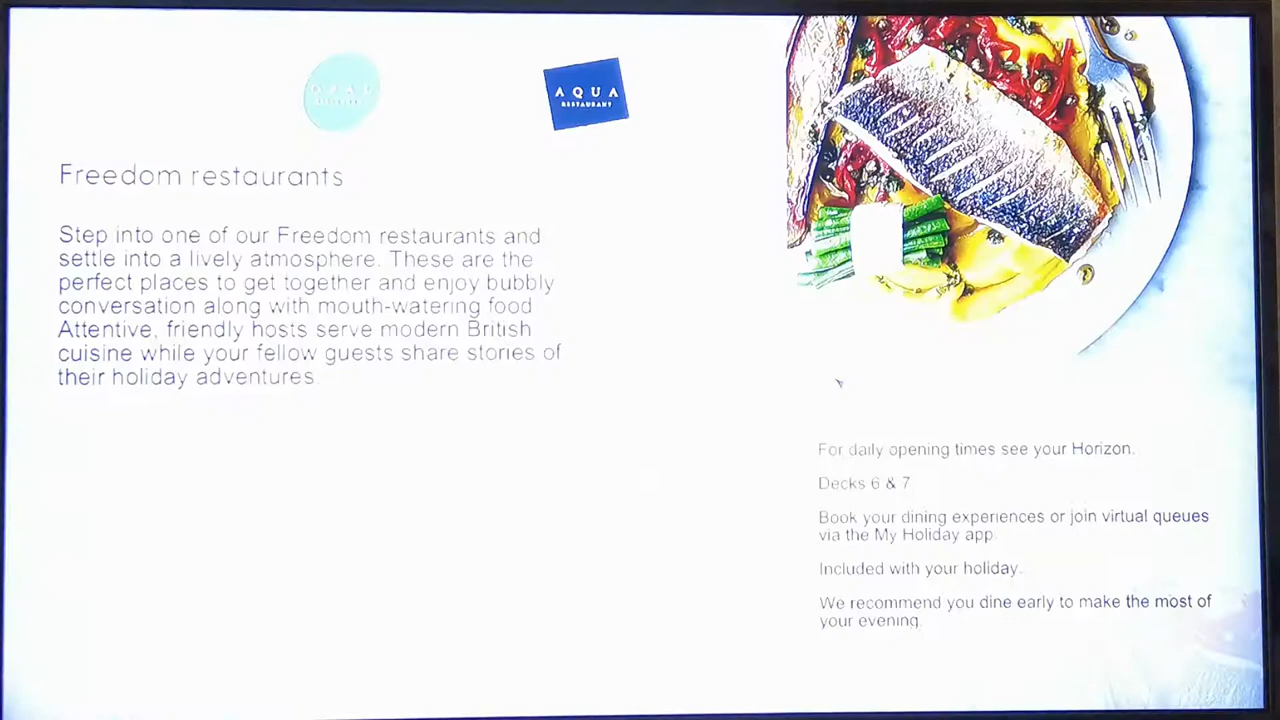 OPAL
AQUA
RESTAURANT
Freedom restaurants
Step into one of our Freedom restaurants and
settle into a lively atmosphere. These are the
perfect places to get together and enjoy bubbly
conversation along with mouth-watering food
Attentive, friendly hosts serve modern British
cuisine while your fellow guests share stories of
their holiday adventures.
For daily opening times see your Horizon.
Decks 6 & 7
Book your dining experiences or join virtual queues
via the My Holiday app.
Included with your holiday.
We recommend you dine early to make the most of
your evening.